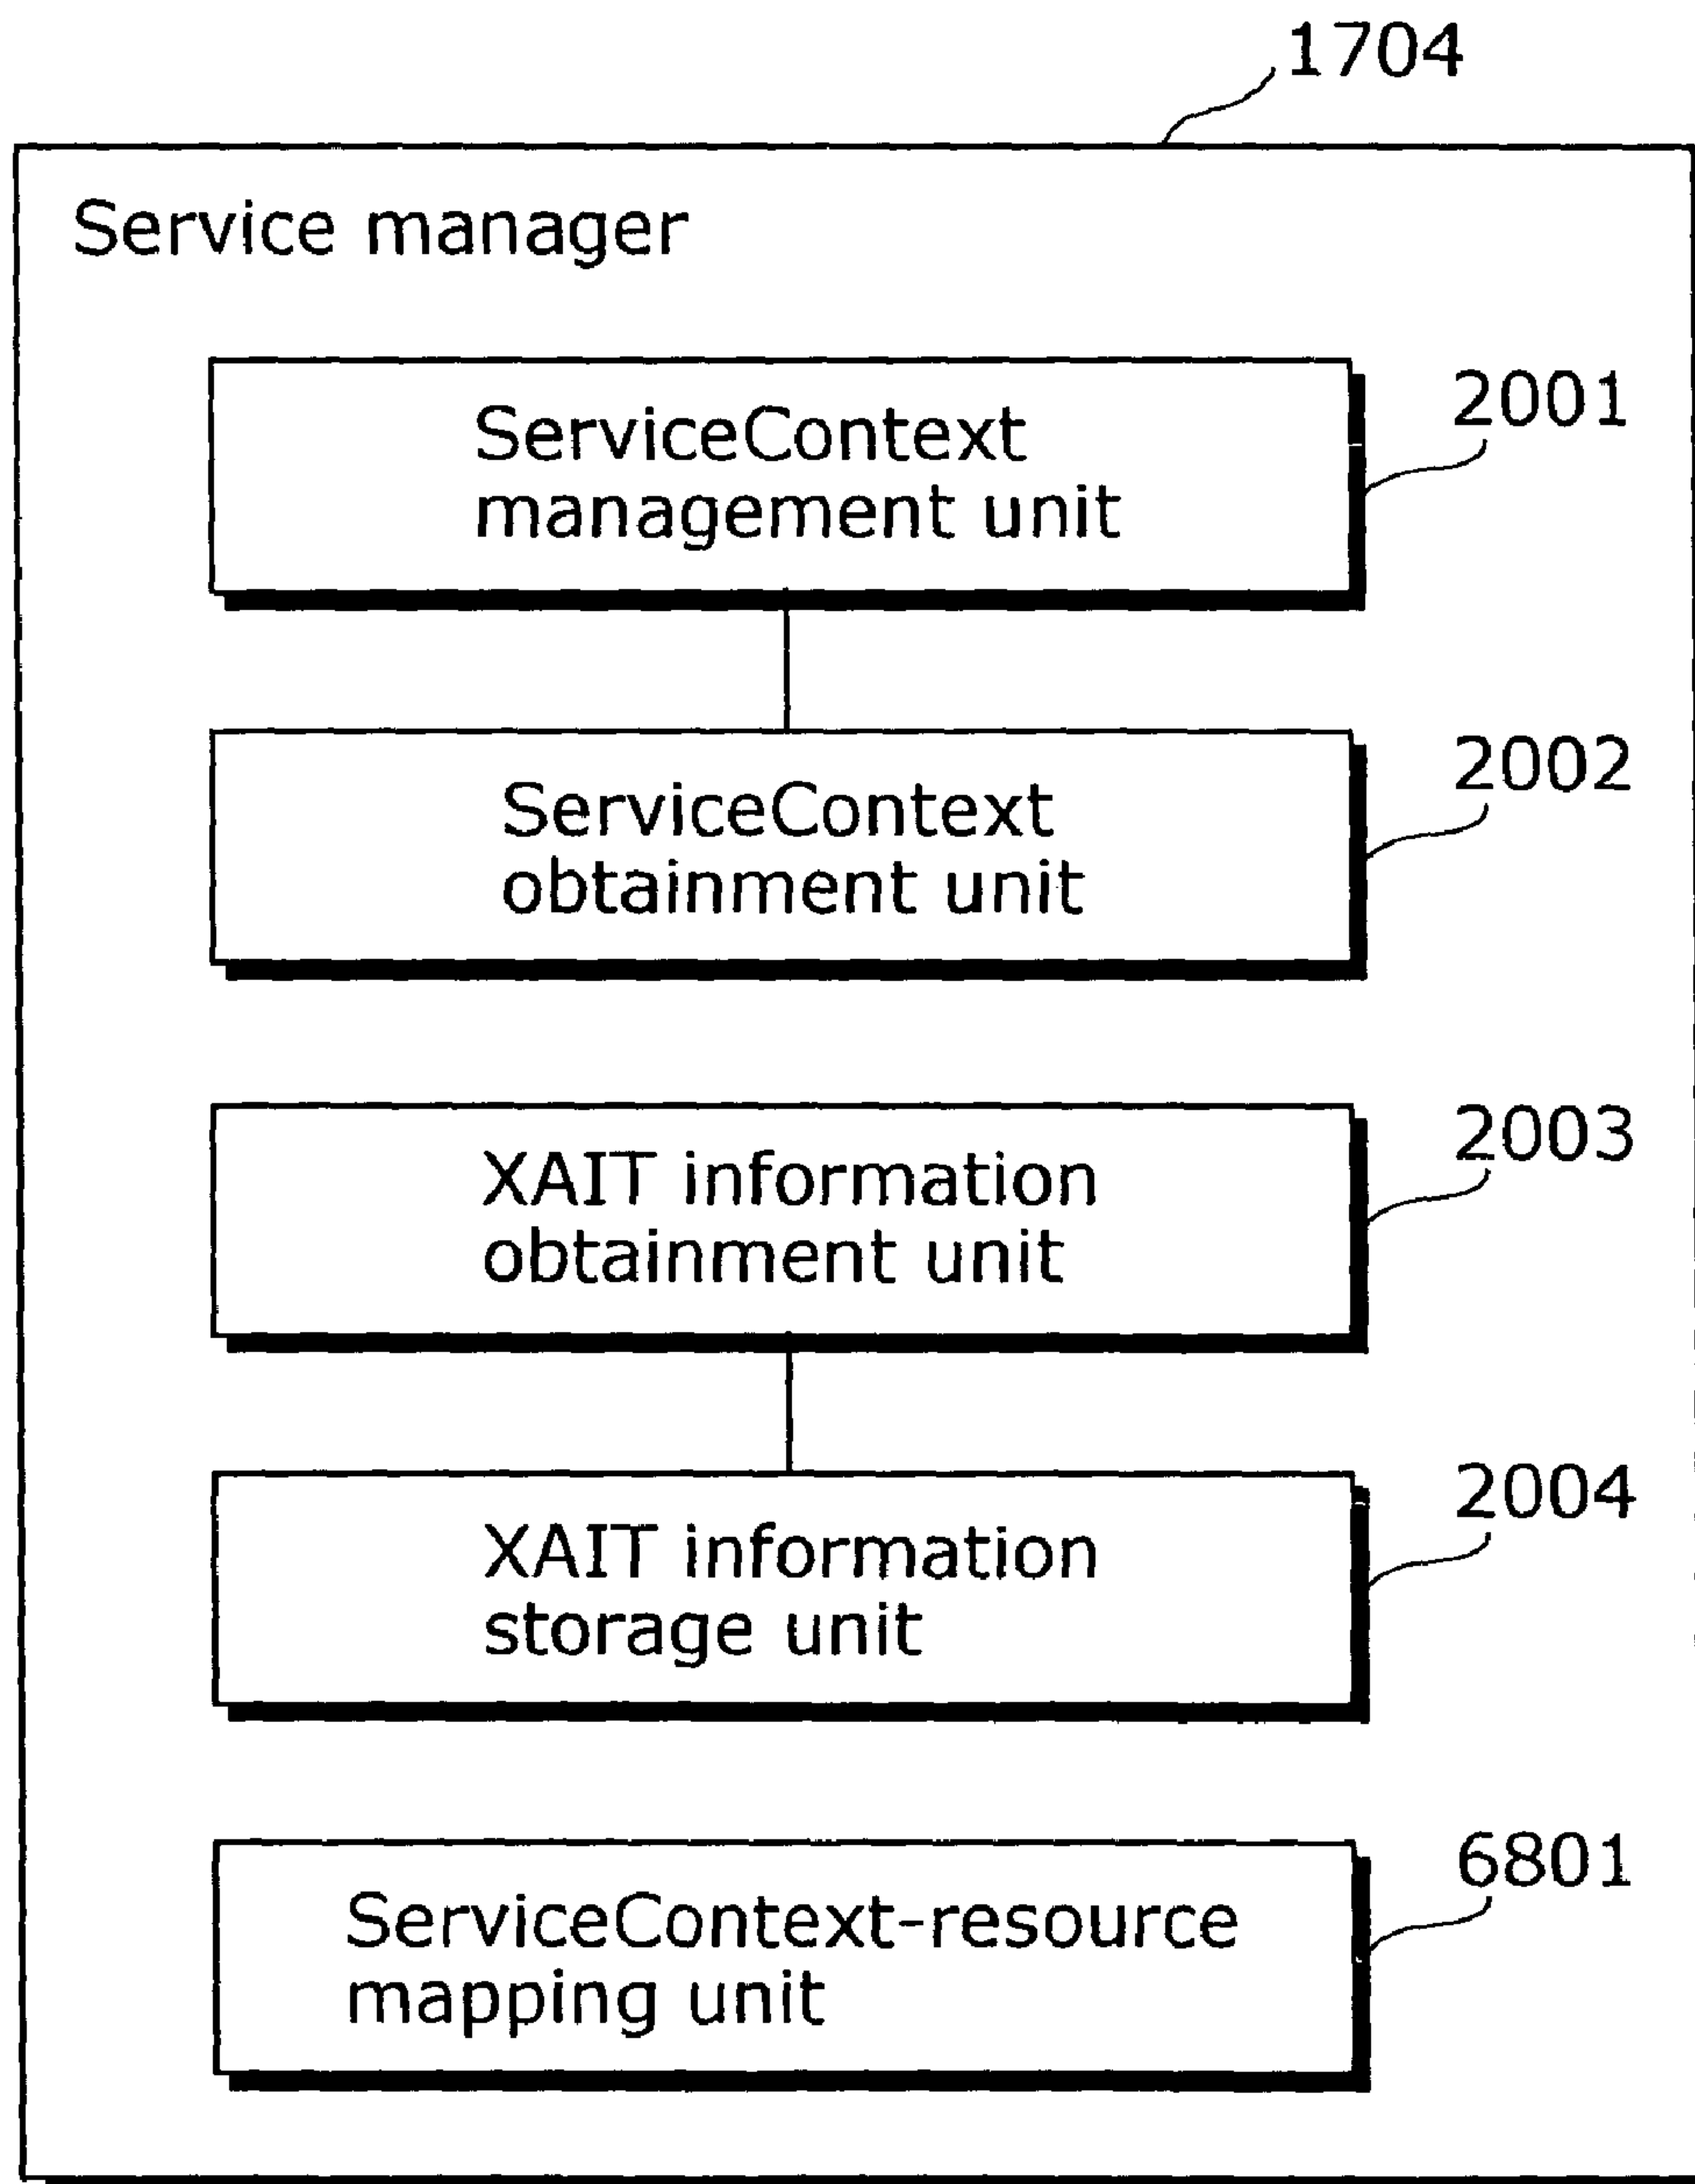 1704
Service manager
ServiceContext
management unit
2001
ServiceContext
obtainment unit
2002
XAIT information
obtainment unit
2003
XAIT information
storage unit
2004
ServiceContext-resource
mapping unit
6801